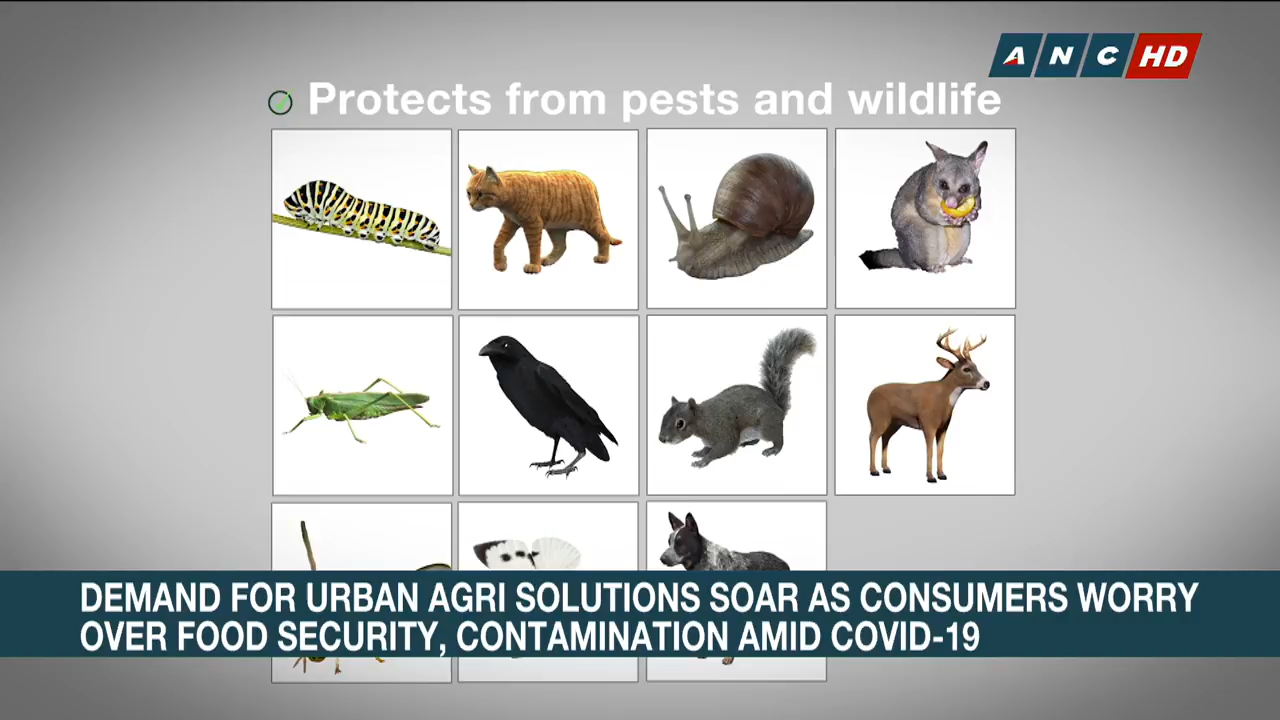 ANC HD
Protects from pests and wildlife
DEMAND FOR URBAN AGRI SOLUTIONS SOAR AS CONSUMERS WORRY
OVER FOOD SECURITY, CONTAMINATION AMID COVID-19